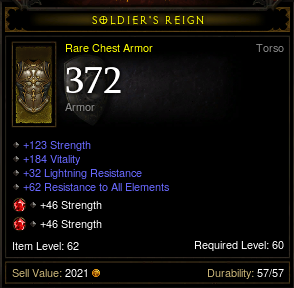 SOLDIER'S REIGN
Rare Chest Armor Torso
372
Armor
+123 Strength
+184 Vitality
+32 Lightning Resistance
+62 Resistance to All Elements
+46 Strength
+46 Strength
Item Level: 62 Required Level: 60
Sell Value: 2021 Durability: 57/57